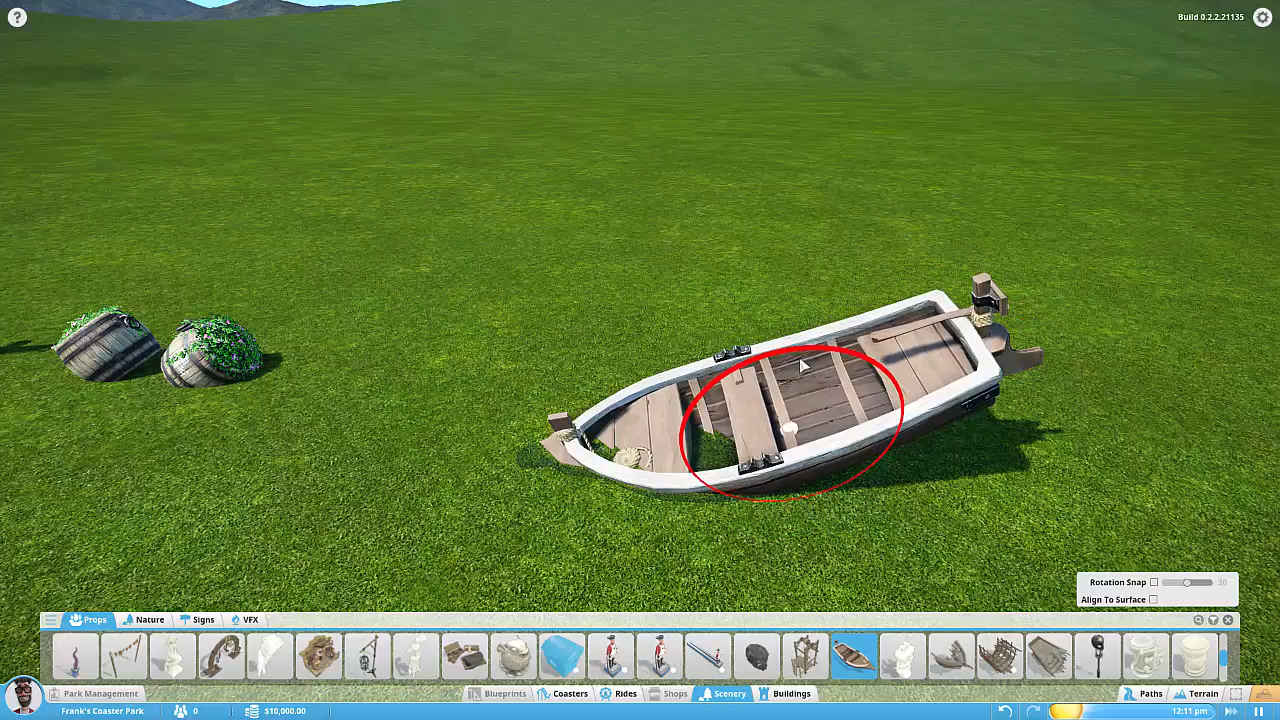 ?
Build 0.2.2.21135
Rotation Snap 30
Align To Surface
Props Nature Signs VFX
Park Management Blueprints Coasters Rides Shops Scenery Buildings Paths Terrain
Frank's Coaster Park 0 $10,000.00 12:11 pm